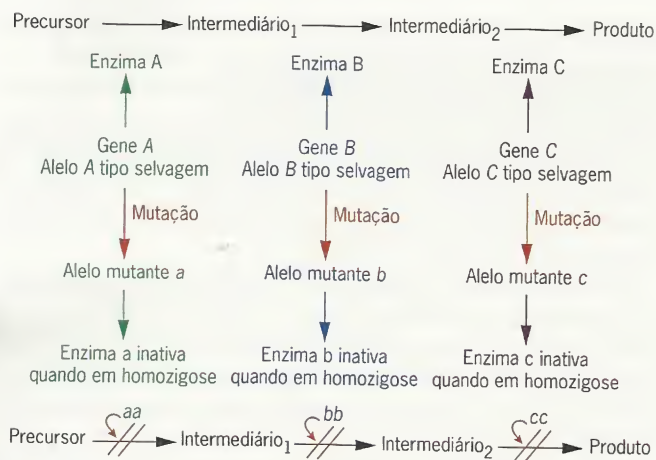 Precursor Intermediário1 Intermediário2 Produto
Enzima A Enzima B Enzima C
Gene A Gene B Gene C
Alelo A tipo selvagem Alelo B tipo selvagem Alelo C tipo selvagem
Mutação Mutação Mutação
Alelo mutante a Alelo mutante b Alelo mutante c
Enzima a inativa Enzima b inativa Enzima c inativa
quando em homozigose quando em homozigose quando em homozigose
aa bb cc
Precursor Intermediário1 Intermediário2 Produto